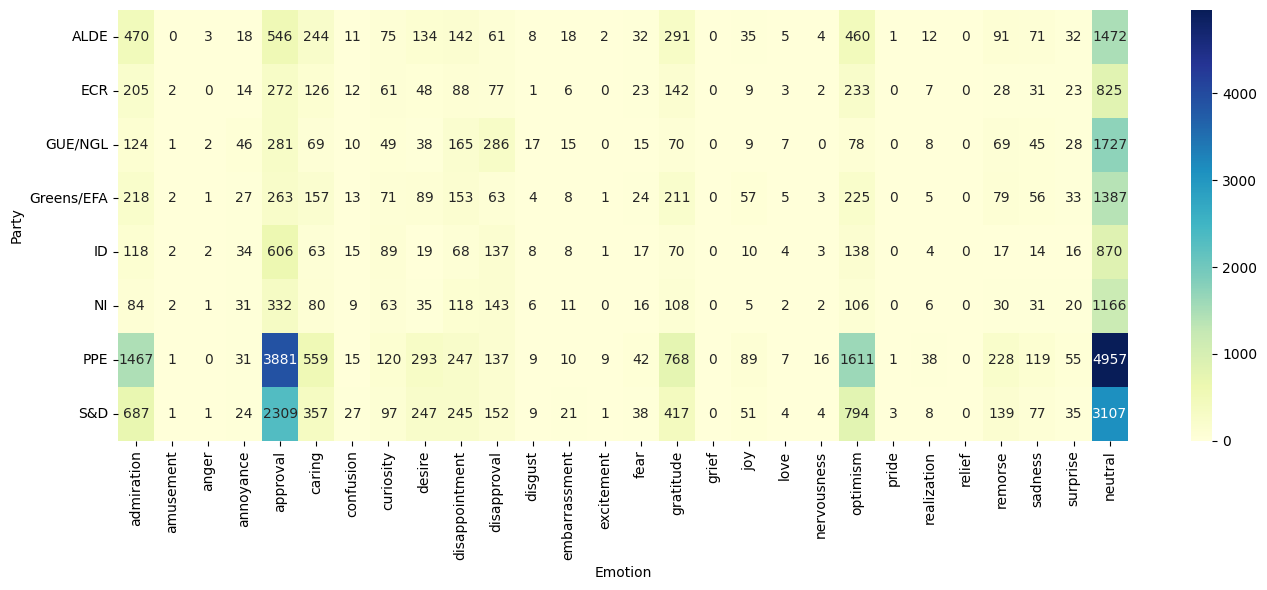 Party
ALDE 470 0 3 18 546 244 11 75 134 142 61 8 18 2 32 291 0 35 5 4 460 1 12 0 91 71 32 1472
ECR 205 2 0 14 272 126 12 61 48 88 77 1 6 0 23 142 0 9 3 2 233 0 7 0 28 31 23 825
GUE/NGL 124 1 2 46 281 69 10 49 38 165 286 17 15 0 15 70 0 9 7 0 78 0 8 0 69 45 28 1727
Greens/EFA 218 2 1 27 263 157 13 71 89 153 63 4 8 1 24 211 0 57 5 3 225 0 5 0 79 56 33 1387
ID 118 2 2 34 606 63 15 89 19 68 137 8 8 1 17 70 0 10 4 3 138 0 4 0 17 14 16 870
NI 84 2 1 31 332 80 9 63 35 118 143 6 11 0 16 108 0 5 2 2 106 0 6 0 30 31 20 1166
PPE 1467 1 0 31 3881 559 15 120 293 247 137 9 10 9 42 768 0 89 7 16 1611 1 38 0 228 119 55 4957
S&D 687 1 1 24 2309 357 27 97 247 245 152 9 21 1 38 417 0 51 4 4 794 3 8 0 139 77 35 3107
admiration amusement anger annoyance approval caring confusion curiosity desire disappointment disapproval disgust embarrassment excitement fear gratitude grief joy love nervousness optimism pride realization relief remorse sadness surprise neutral
Emotion
4000
3000
2000
1000
0